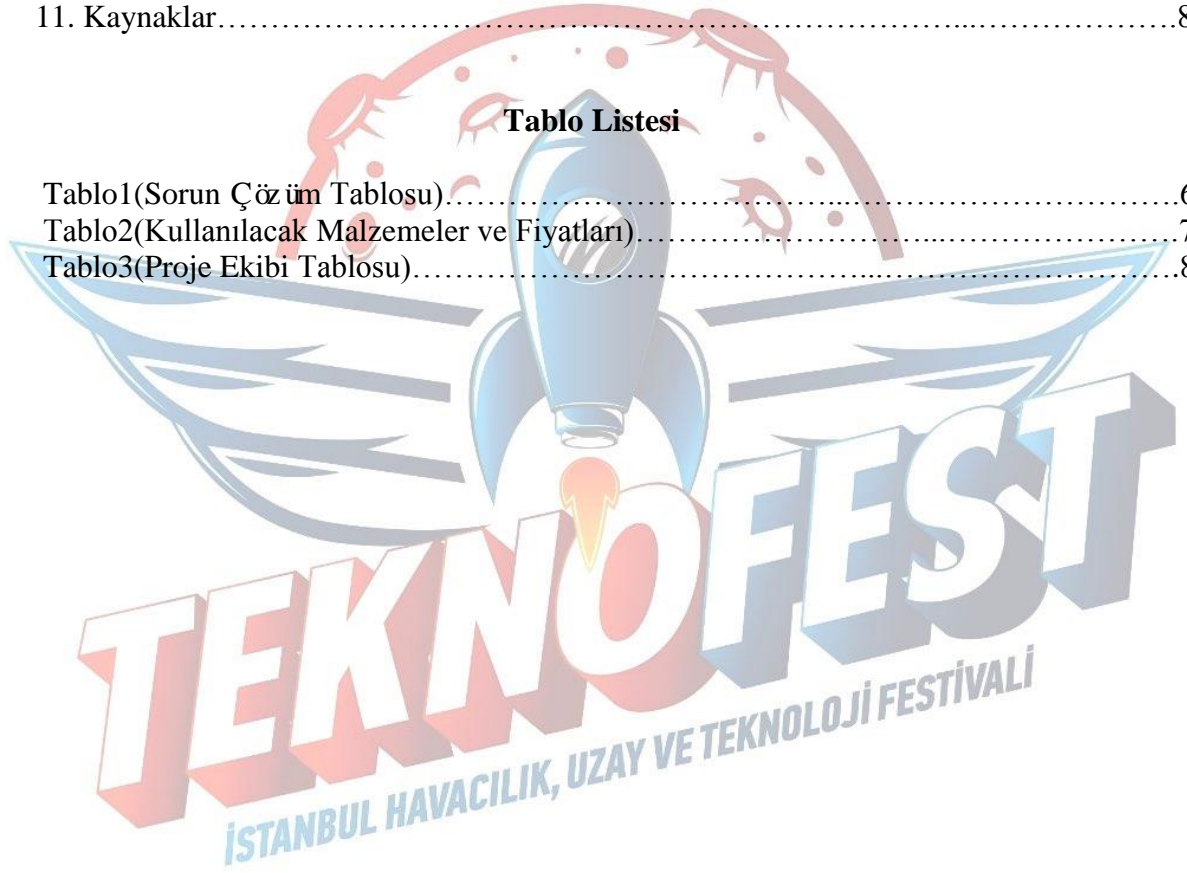 11. Kaynaklar……………………………………………………………………...……………….8
Tablo Listesi
Tablo1(Sorun Çözüm Tablosu)……………………………………………………………….6
Tablo2(Kullanılacak Malzemeler ve Fiyatları)………………………..……………………7
Tablo3(Proje Ekibi Tablosu)……………………………………..…………………………8
TEKNOFEST
İSTANBUL HAVACILIK, UZAY VE TEKNOLOJİ FESTİVALİ